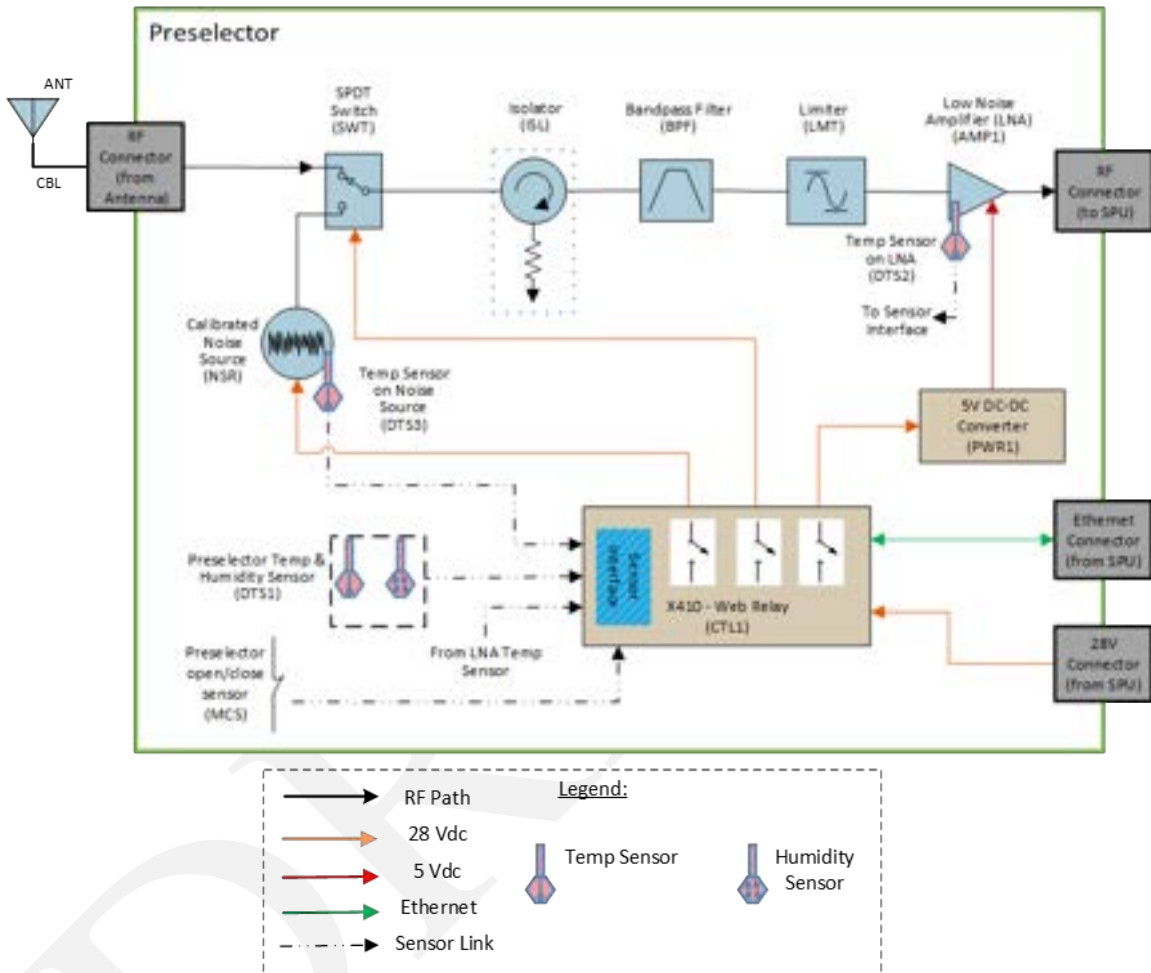 Preselector
ANT
CBL
RF
Connector
(from
Antenna)
SPDT
Switch
(SWT)
Isolator
(ISL)
Bandpass Filter
(BPF)
Limiter
(LMT)
Low Noise
Amplifier (LNA)
(AMP1)
RF
Connector
(to SPU)
Temp Sensor
on LNA
(DTS2)
To Sensor
Interface
Calibrated
Noise
Source
(NSR)
Temp Sensor
on Noise
Source
(DTS3)
5V DC-DC
Converter
(PWR1)
Ethernet
Connector
(from SPU)
Preselector Temp &
Humidity Sensor
(DTS1)
Sensor
Interface
X410 - Web Relay
(CTL1)
From LNA Temp
Sensor
28V
Connector
(from SPU)
Preselector
open/close
sensor
(MCS)
Legend:
RF Path
28 Vdc
5 Vdc
Ethernet
Sensor Link
Temp Sensor
Humidity
Sensor